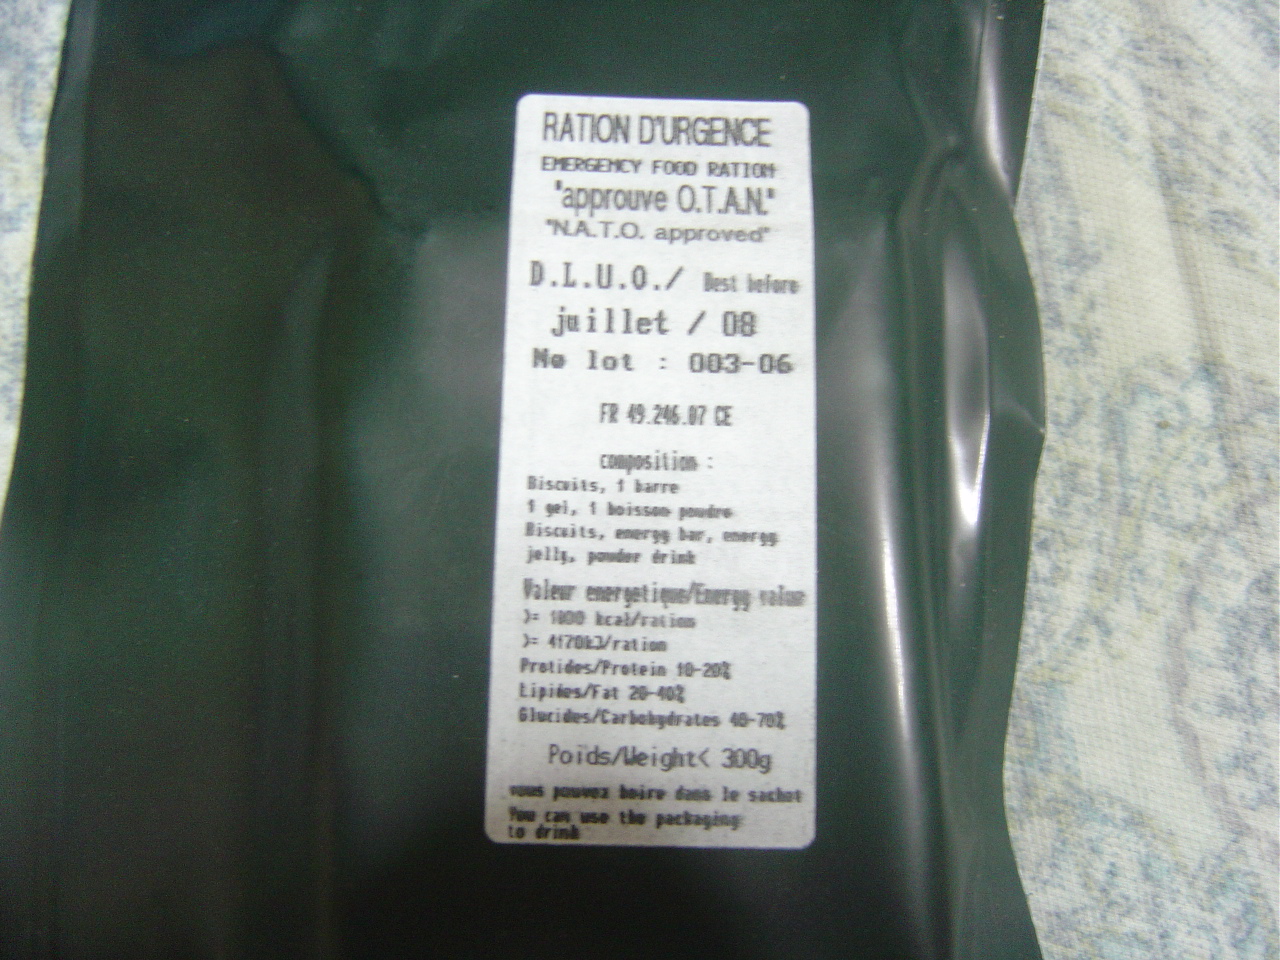 RATION D'URGENCE
EMERGENCY FOOD RATION
"approuve O.T.A.N."
"N.A.T.O. approved"
D.L.U.O./ Best before
juillet / 08
No lot : 003-06
FR 49.246.07 CE
composition :
Biscuits, 1 barre
1 gel, 1 boisson poudre
Biscuits, energy bar, energy
jelly, powder drink
Valeur energetique/Energy value
>= 1000 kcal/ration
>= 4170kJ/ration
Protides/Protein 10-20%
Lipides/Fat 20-40%
Glucides/Carbohydrates 40-70%
Poids/Weight< 300g
vous pouvez boire dans le sachet
You can use the packaging
to drink